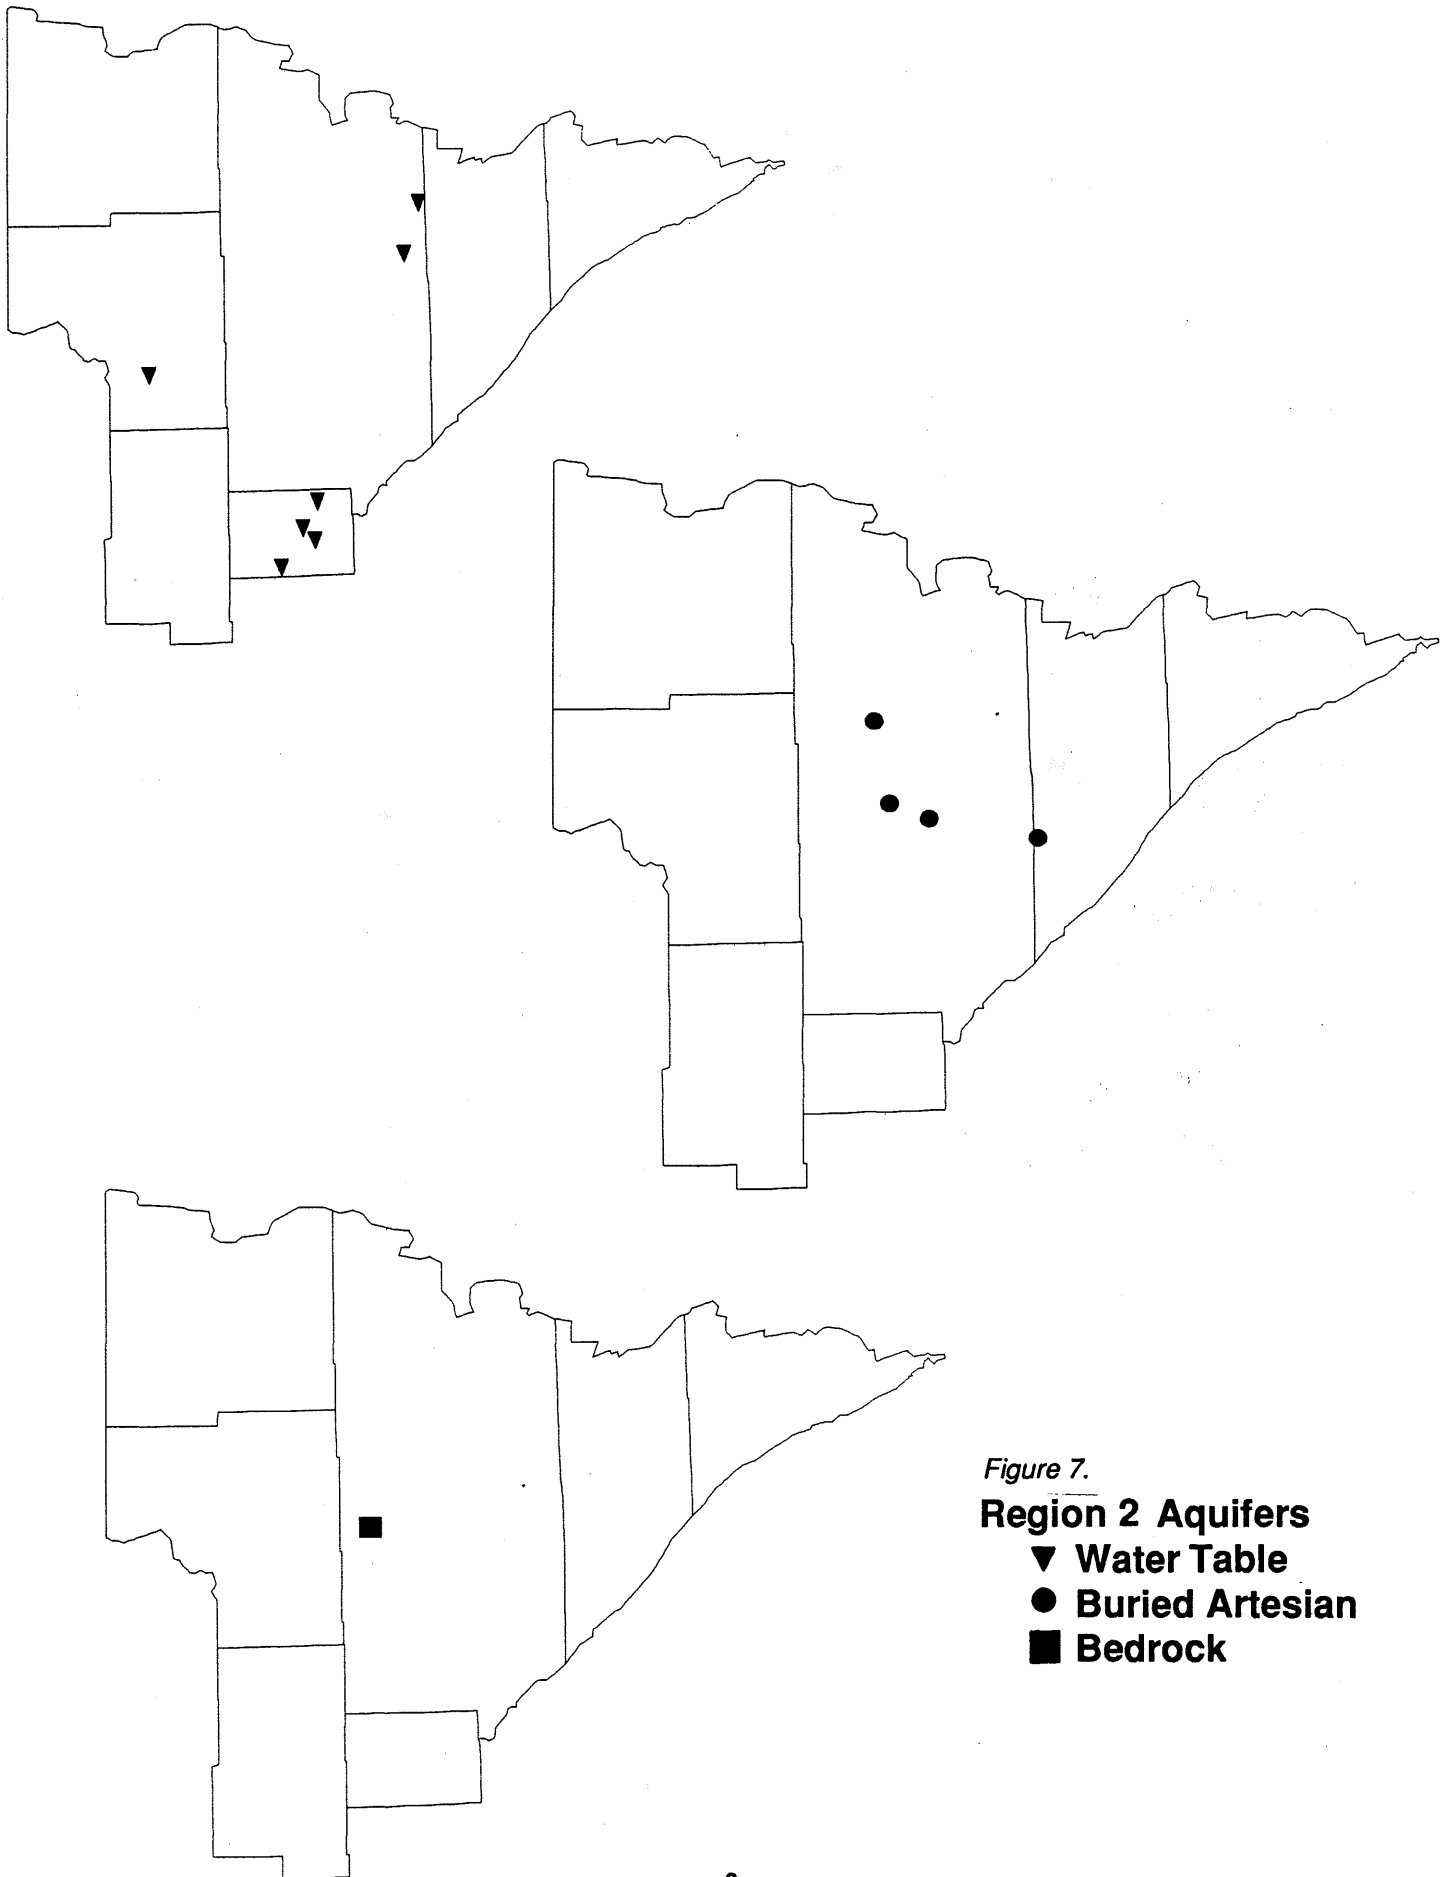 Figure 7.
Region 2 Aquifers
▼ Water Table
● Buried Artesian
■ Bedrock